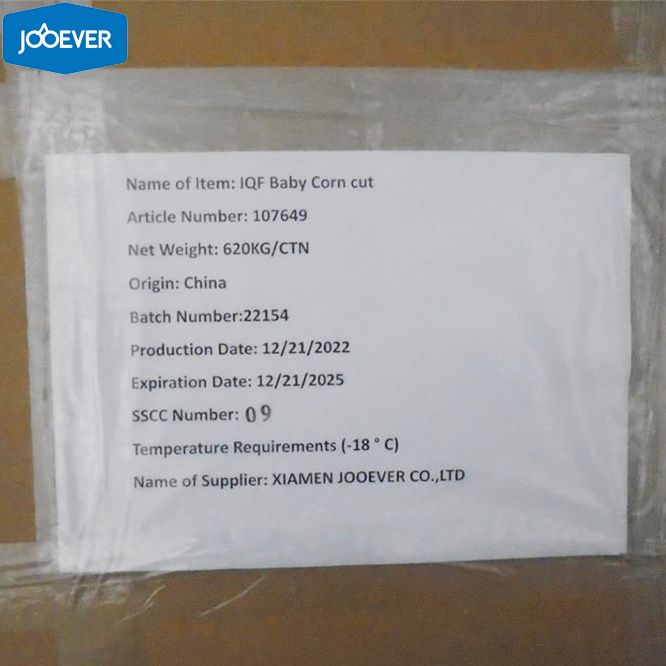 JOOEVER
Name of Item: IQF Baby Corn cut
Article Number: 107649
Net Weight: 620KG/CTN
Origin: China
Batch Number:22154
Production Date: 12/21/2022
Expiration Date: 12/21/2025
SSCC Number: 09
Temperature Requirements (-18 ° C)
Name of Supplier: XIAMEN JOOEVER CO.,LTD